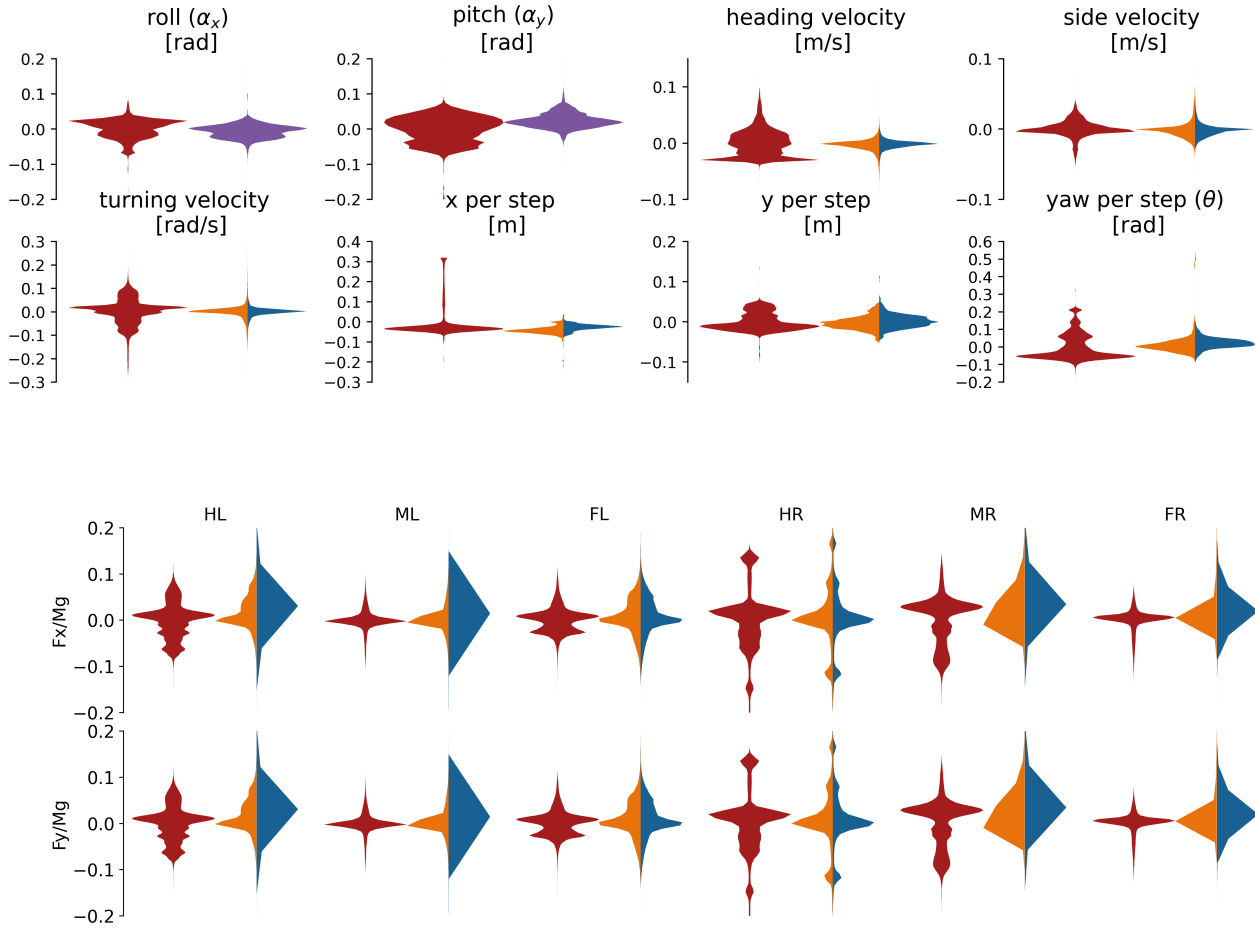 roll (αx)
[rad]
pitch (αy)
[rad]
heading velocity
[m/s]
side velocity
[m/s]
0.2
0.1
0.0
−0.1
−0.2
0.2
0.1
0.0
−0.1
−0.2
0.1
0.0
−0.1
0.1
0.0
−0.1
turning velocity
[rad/s]
x per step
[m]
y per step
[m]
yaw per step (θ)
[rad]
0.3
0.2
0.1
0.0
−0.1
−0.2
−0.3
0.4
0.3
0.2
0.1
0.0
−0.1
−0.2
−0.3
0.2
0.1
0.0
−0.1
0.6
0.5
0.4
0.3
0.2
0.1
0.0
−0.1
−0.2
HL
ML
FL
HR
MR
FR
Fx/Mg
0.2
0.1
0.0
−0.1
−0.2
Fy/Mg
0.2
0.1
0.0
−0.1
−0.2